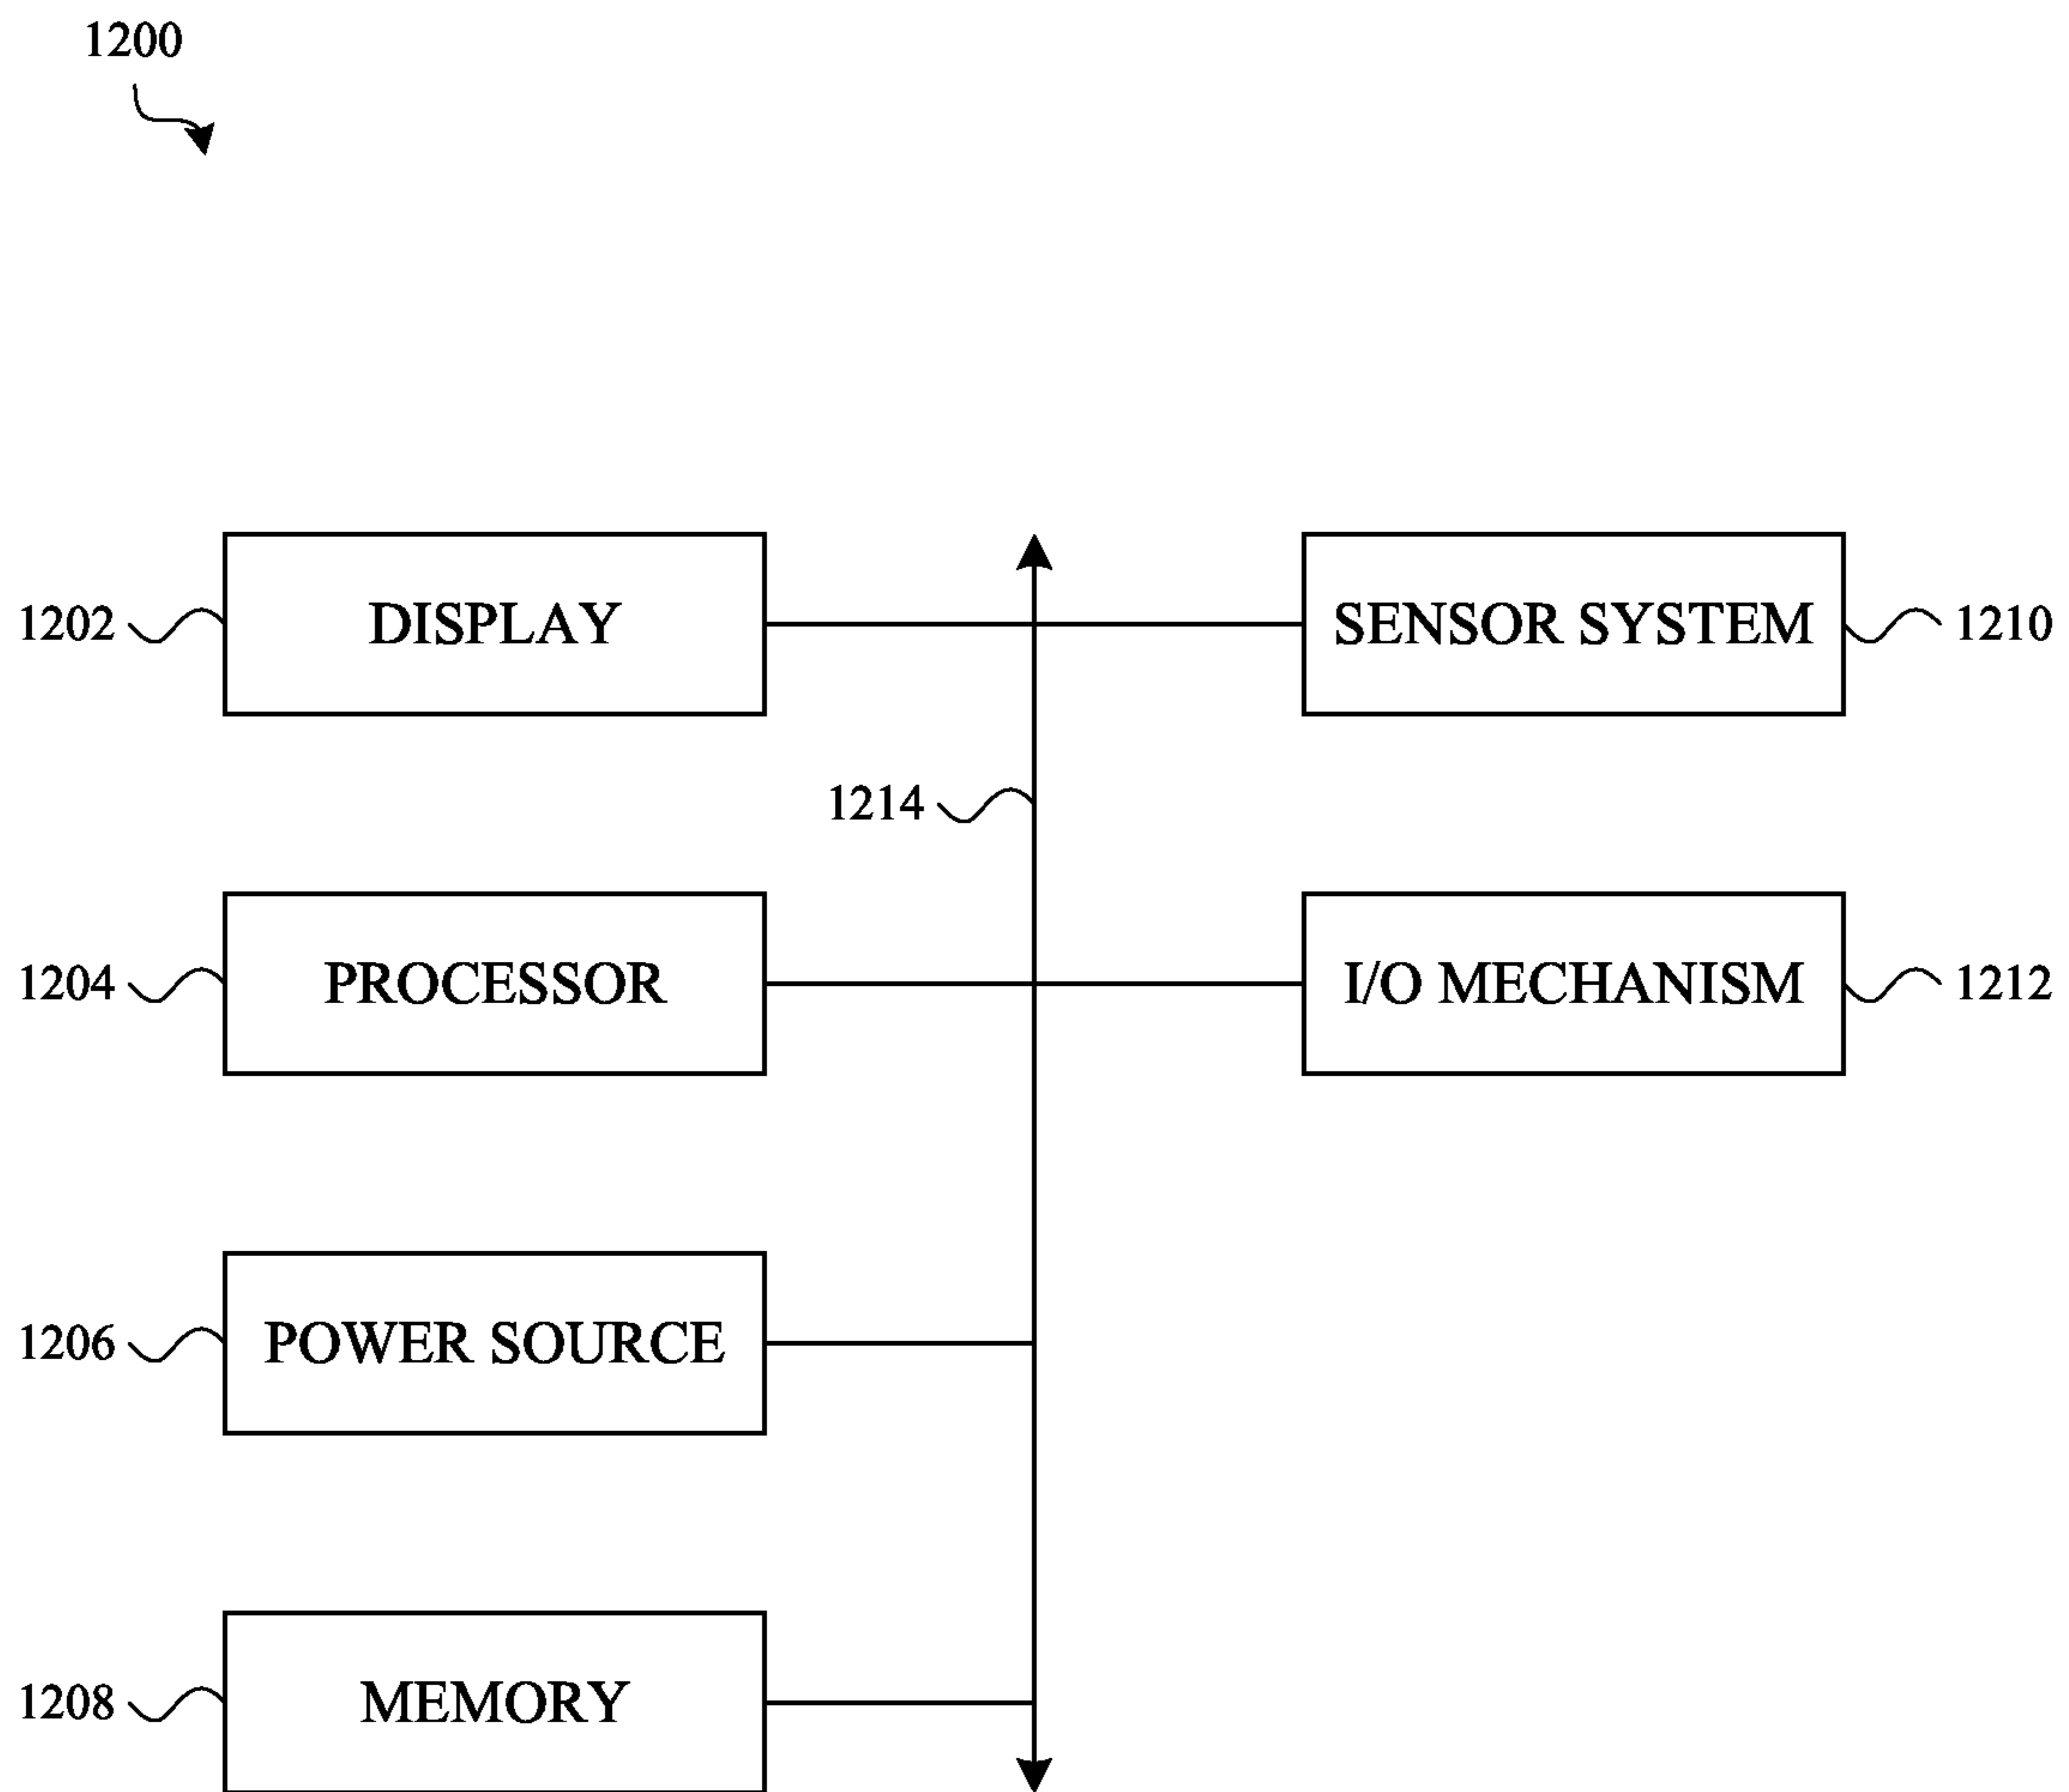 1200
1202 DISPLAY SENSOR SYSTEM 1210
1214
1204 PROCESSOR I/O MECHANISM 1212
1206 POWER SOURCE
1208 MEMORY